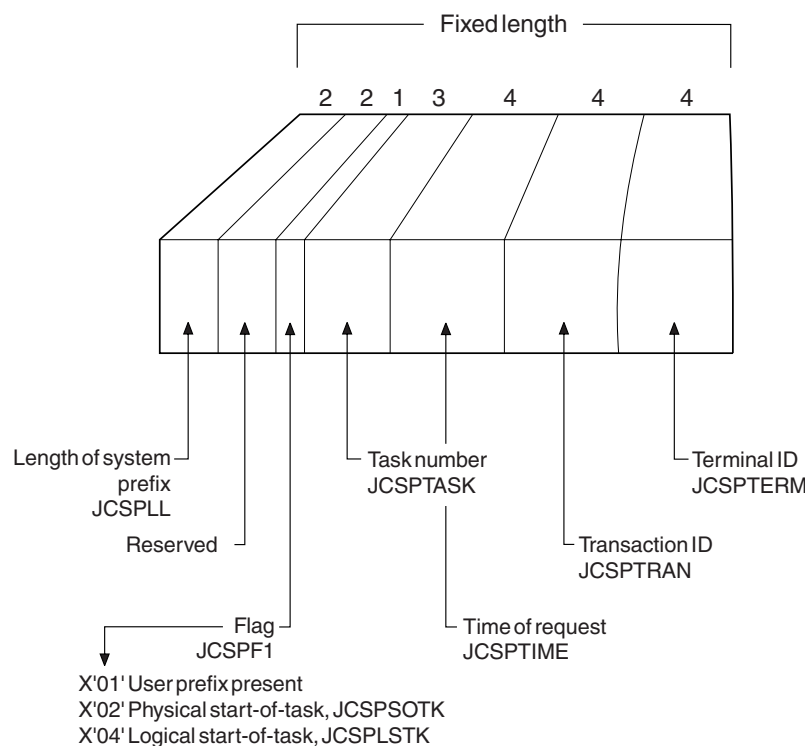 Fixed length
2 2 1 3 4 4 4
Length of system
prefix
JCSPLL
Reserved
Task number
JCSPTASK
Terminal ID
JCSPTERM
Transaction ID
JCSPTRAN
Flag
JCSPF1
Time of request
JCSPTIME
X'01' User prefix present
X'02' Physical start-of-task, JCSPSOTK
X'04' Logical start-of-task, JCSPLSTK